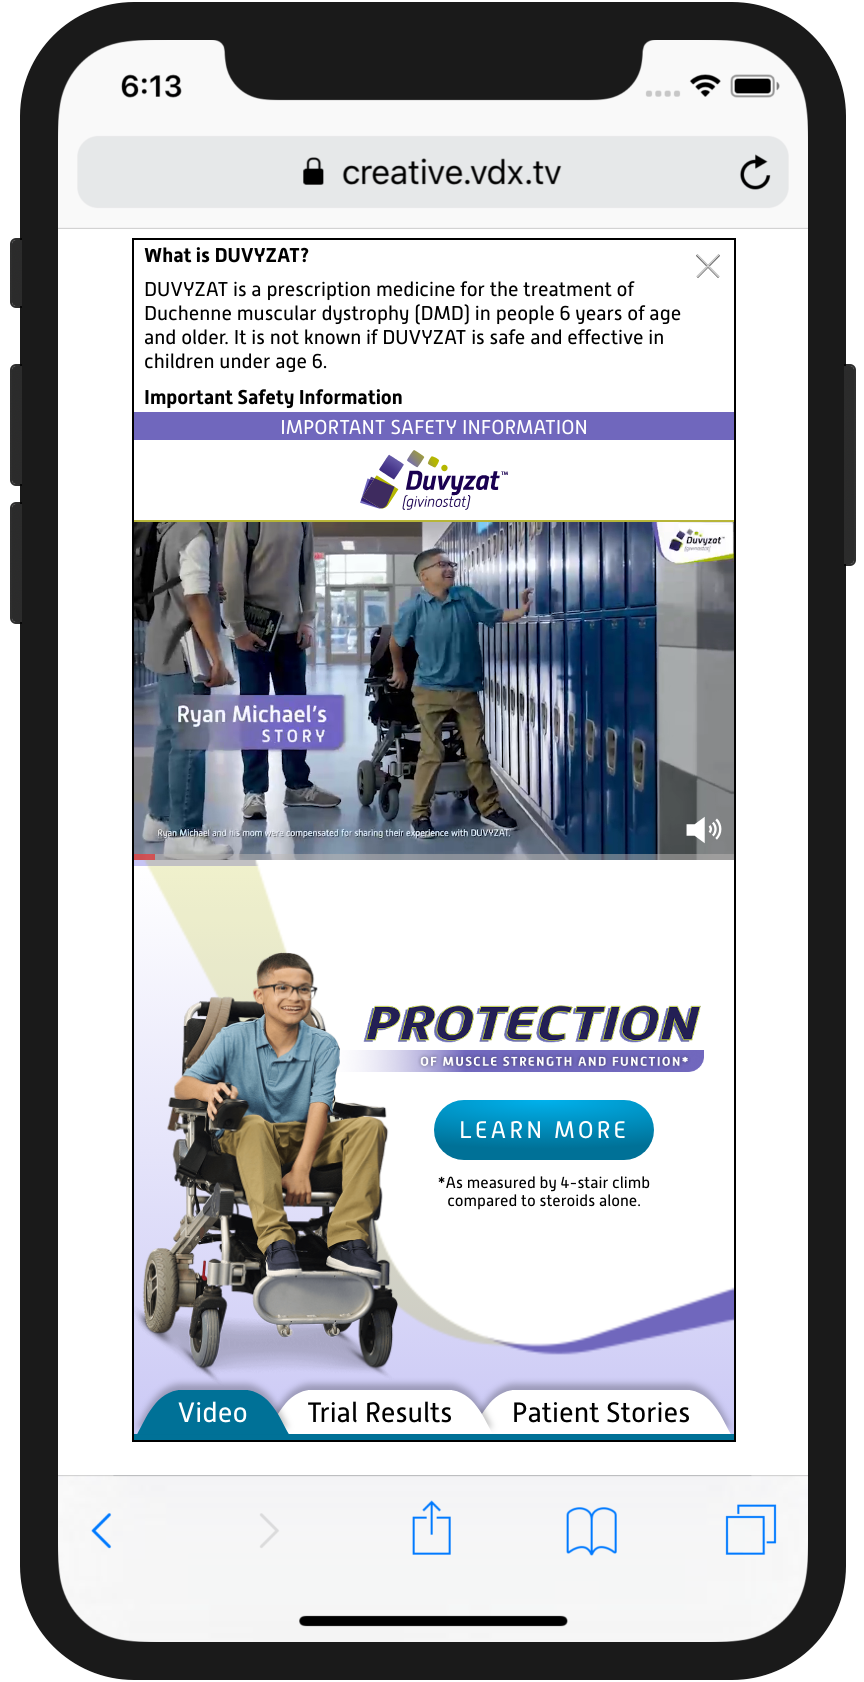 6:13
creative.vdx.tv
What is DUVYZAT?
DUVYZAT is a prescription medicine for the treatment of
Duchenne muscular dystrophy (DMD) in people 6 years of age
and older. It is not known if DUVYZAT is safe and effective in
children under age 6.
Important Safety Information
IMPORTANT SAFETY INFORMATION
Duvyzat™
(givinostat)
Duvyzat™
(givinostat)
Ryan Michael's
STORY
Ryan Michael and his mom were compensated for sharing their experience with DUVYZAT.
PROTECTION
OF MUSCLE STRENGTH AND FUNCTION*
LEARN MORE
*As measured by 4-stair climb
compared to steroids alone.
Video Trial Results Patient Stories